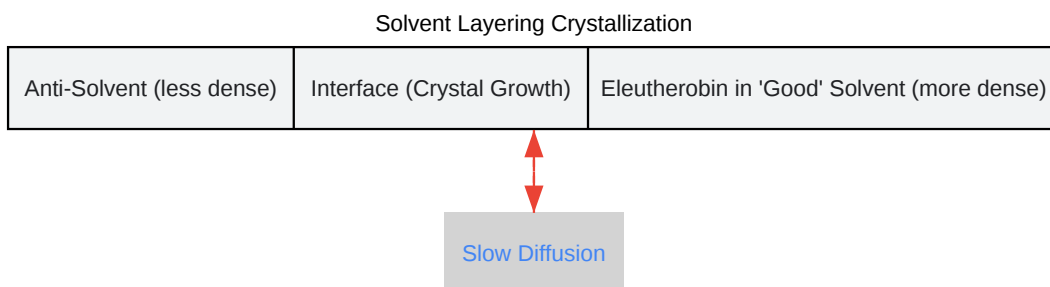 Solvent Layering Crystallization
Anti-Solvent (less dense)
Interface (Crystal Growth)
Eleutherobin in 'Good' Solvent (more dense)
Slow Diffusion